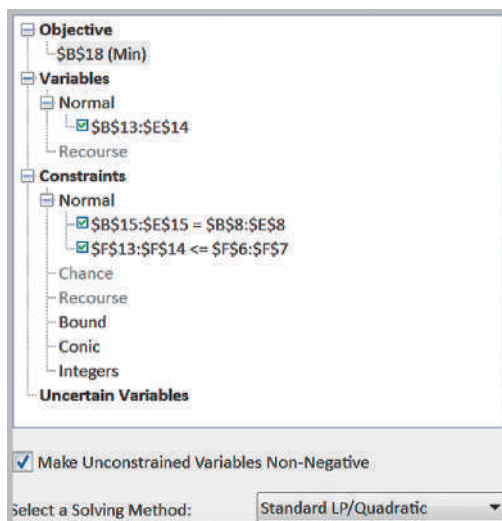 Objective
$B$18 (Min)
Variables
Normal
$B$13:$E$14
Recourse
Constraints
Normal
$B$15:$E$15 = $B$8:$E$8
$F$13:$F$14 <= $F$6:$F$7
Chance
Recourse
Bound
Conic
Integers
Uncertain Variables
Make Unconstrained Variables Non-Negative
Select a Solving Method: Standard LP/Quadratic